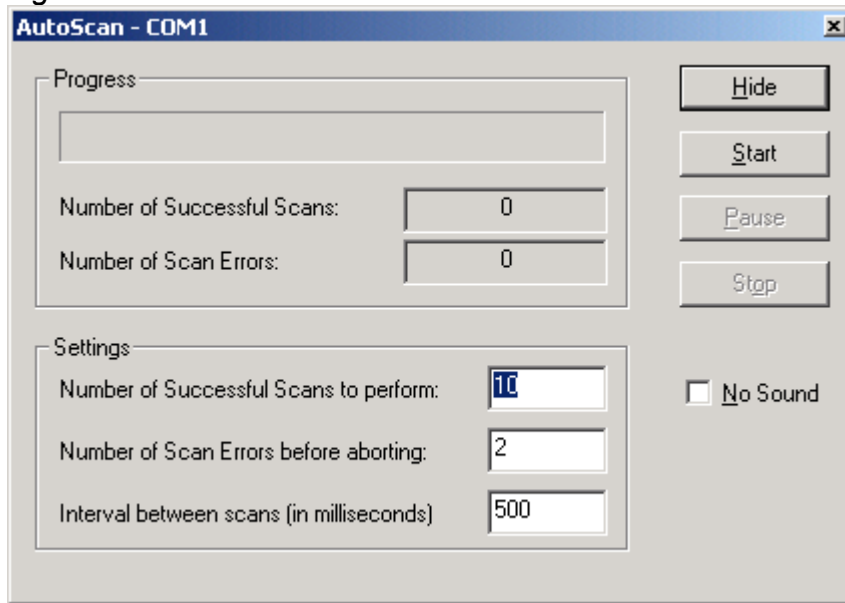 AutoScan - COM1
Progress
Hide
Start
Number of Successful Scans: 0
Pause
Number of Scan Errors: 0
Stop
Settings
Number of Successful Scans to perform: 10
No Sound
Number of Scan Errors before aborting: 2
Interval between scans (in milliseconds) 500